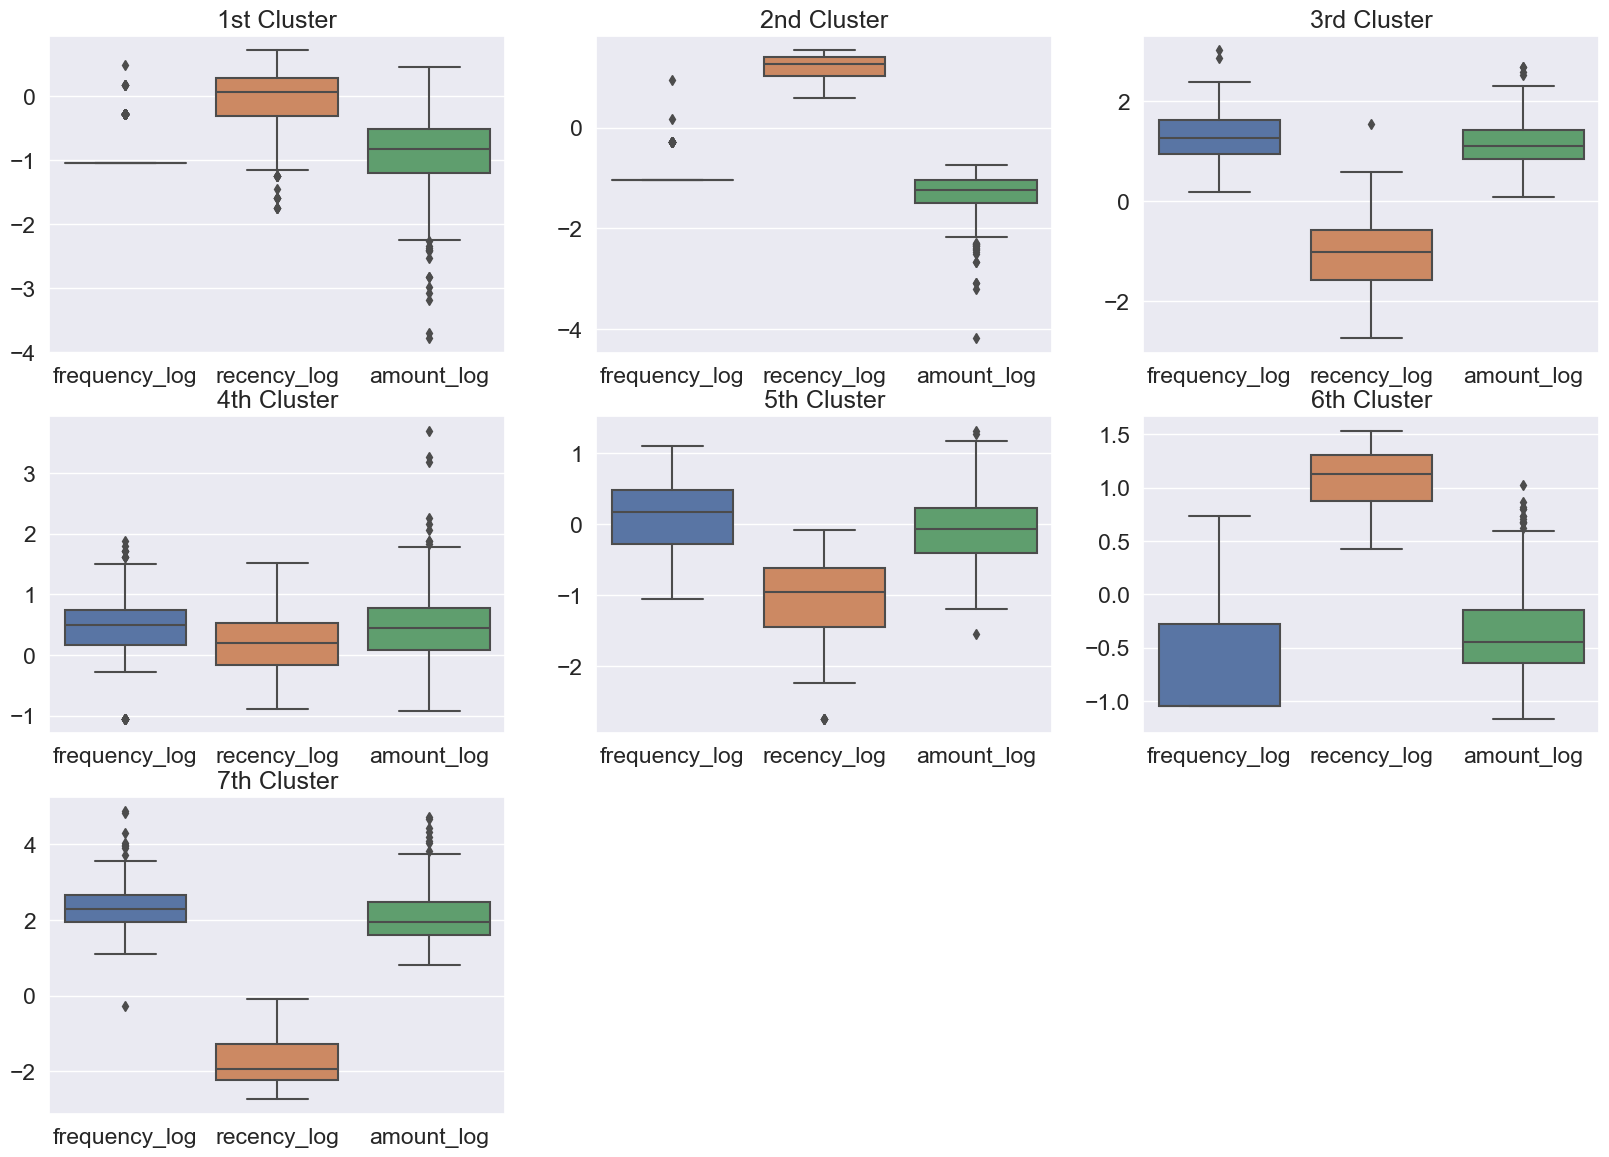 1st Cluster
0
−1
−2
−3
−4
frequency_log recency_log amount_log
2nd Cluster
0
−2
−4
frequency_log recency_log amount_log
3rd Cluster
2
0
−2
frequency_log recency_log amount_log
4th Cluster
3
2
1
0
−1
frequency_log recency_log amount_log
5th Cluster
1
0
−1
−2
frequency_log recency_log amount_log
6th Cluster
1.5
1.0
0.5
0.0
−0.5
−1.0
frequency_log recency_log amount_log
7th Cluster
4
2
0
−2
frequency_log recency_log amount_log